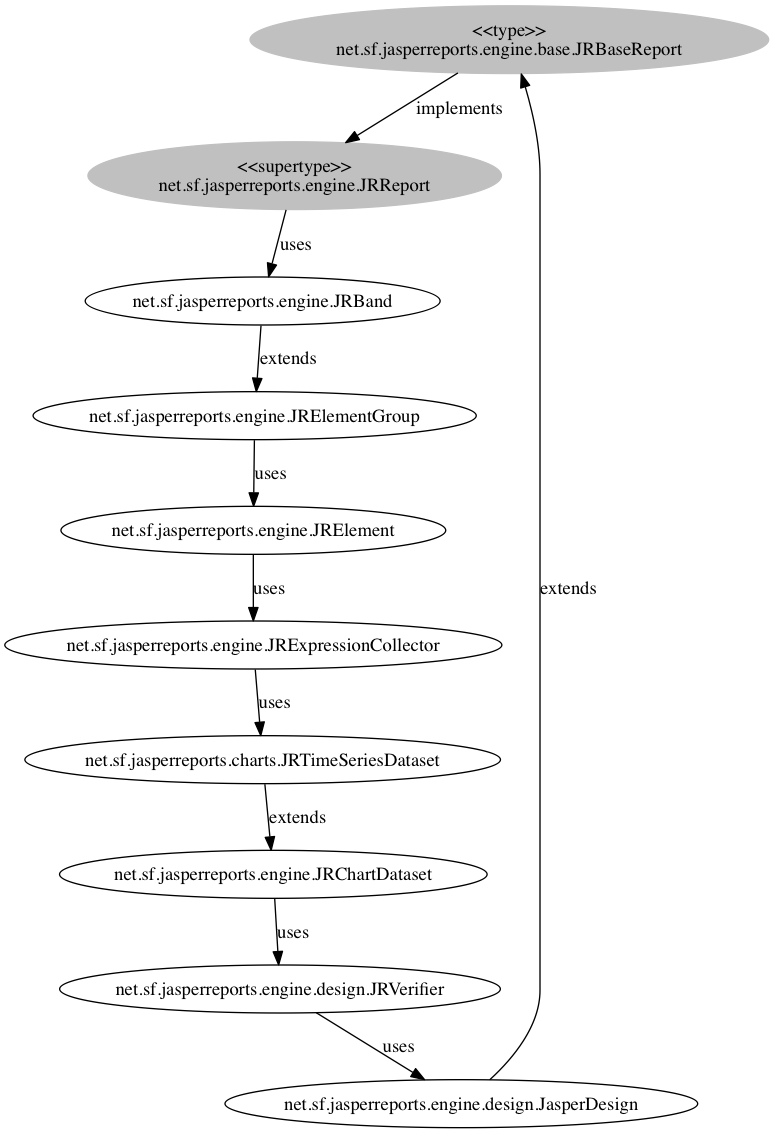 <<type>>
net.sf.jasperreports.engine.base.JRBaseReport
implements
<<supertype>>
net.sf.jasperreports.engine.JRReport
uses
net.sf.jasperreports.engine.JRBand
extends
net.sf.jasperreports.engine.JRElementGroup
uses
net.sf.jasperreports.engine.JRElement
extends
uses
net.sf.jasperreports.engine.JRExpressionCollector
uses
net.sf.jasperreports.charts.JRTimeSeriesDataset
extends
net.sf.jasperreports.engine.JRChartDataset
uses
net.sf.jasperreports.engine.design.JRVerifier
uses
net.sf.jasperreports.engine.design.JasperDesign